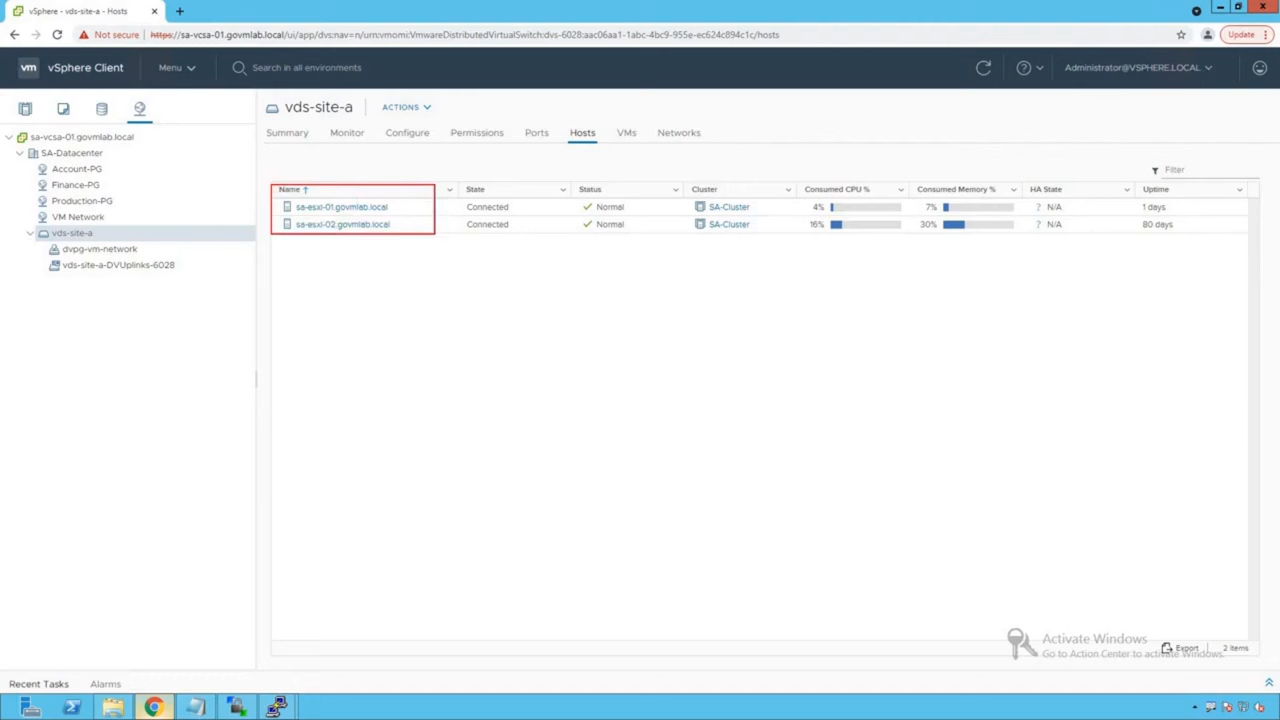 vSphere - vds-site-a - Hosts
Not secure | https://sa-vcsa-01.govmlab.local/ui/app/dvs;nav=n/urn:vmomi:VmwareDistributedVirtualSwitch:dvs-6028:aac06aa1-1abc-4bc9-955e-ec624c894c1c/hosts
Update
vm vSphere Client Menu Search in all environments Administrator@VSPHERE.LOCAL
vds-site-a ACTIONS
Summary Monitor Configure Permissions Ports Hosts VMs Networks
sa-vcsa-01.govmlab.local
SA-Datacenter
Account-PG
Finance-PG
Production-PG
VM Network
vds-site-a
dvpg-vm-network
vds-site-a-DVUplinks-6028
Filter
Name State Status Cluster Consumed CPU % Consumed Memory % HA State Uptime
sa-esxi-01.govmlab.local Connected Normal SA-Cluster 4% 7% ? N/A 1 days
sa-esxi-02.govmlab.local Connected Normal SA-Cluster 16% 30% ? N/A 80 days
Activate Windows
Go to Action Center to activate Windows.
Export 2 items
Recent Tasks Alarms